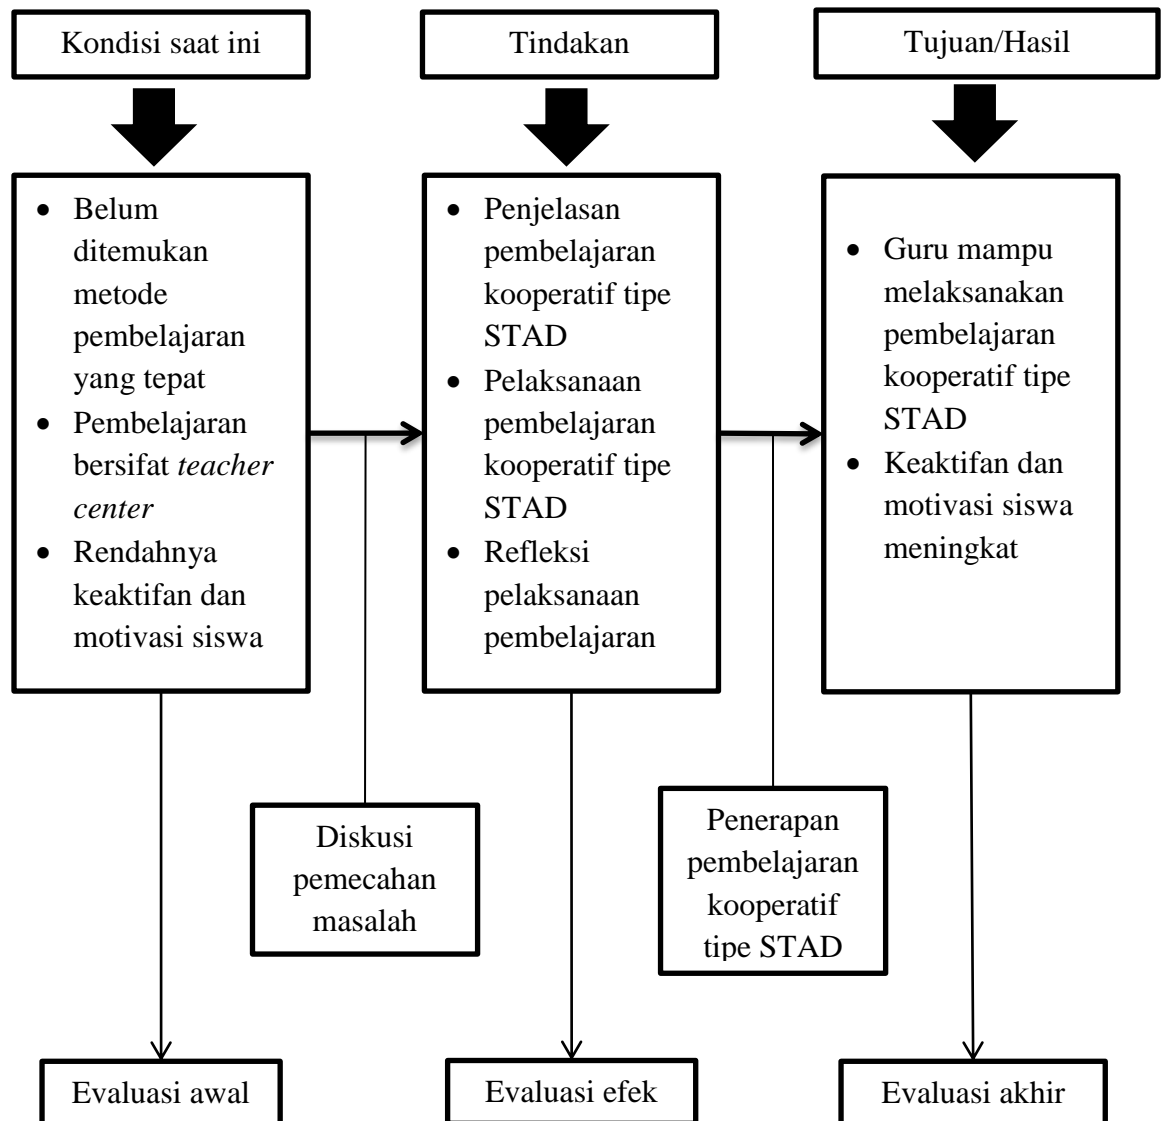 Kondisi saat ini
Tindakan
Tujuan/Hasil
• Belum
ditemukan
metode
pembelajaran
yang tepat
• Pembelajaran
bersifat teacher
center
• Rendahnya
keaktifan dan
motivasi siswa
• Penjelasan
pembelajaran
kooperatif tipe
STAD
• Pelaksanaan
pembelajaran
kooperatif tipe
STAD
• Refleksi
pelaksanaan
pembelajaran
• Guru mampu
melaksanakan
pembelajaran
kooperatif tipe
STAD
• Keaktifan dan
motivasi siswa
meningkat
Diskusi
pemecahan
masalah
Penerapan
pembelajaran
kooperatif
tipe STAD
Evaluasi awal
Evaluasi efek
Evaluasi akhir